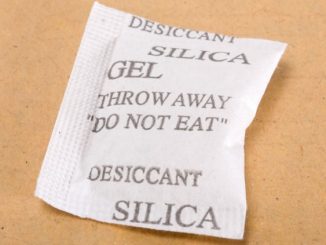 DESICCANT
SILICA
GEL
THROW AWAY
"DO NOT EAT"
DESICCANT
SILICA